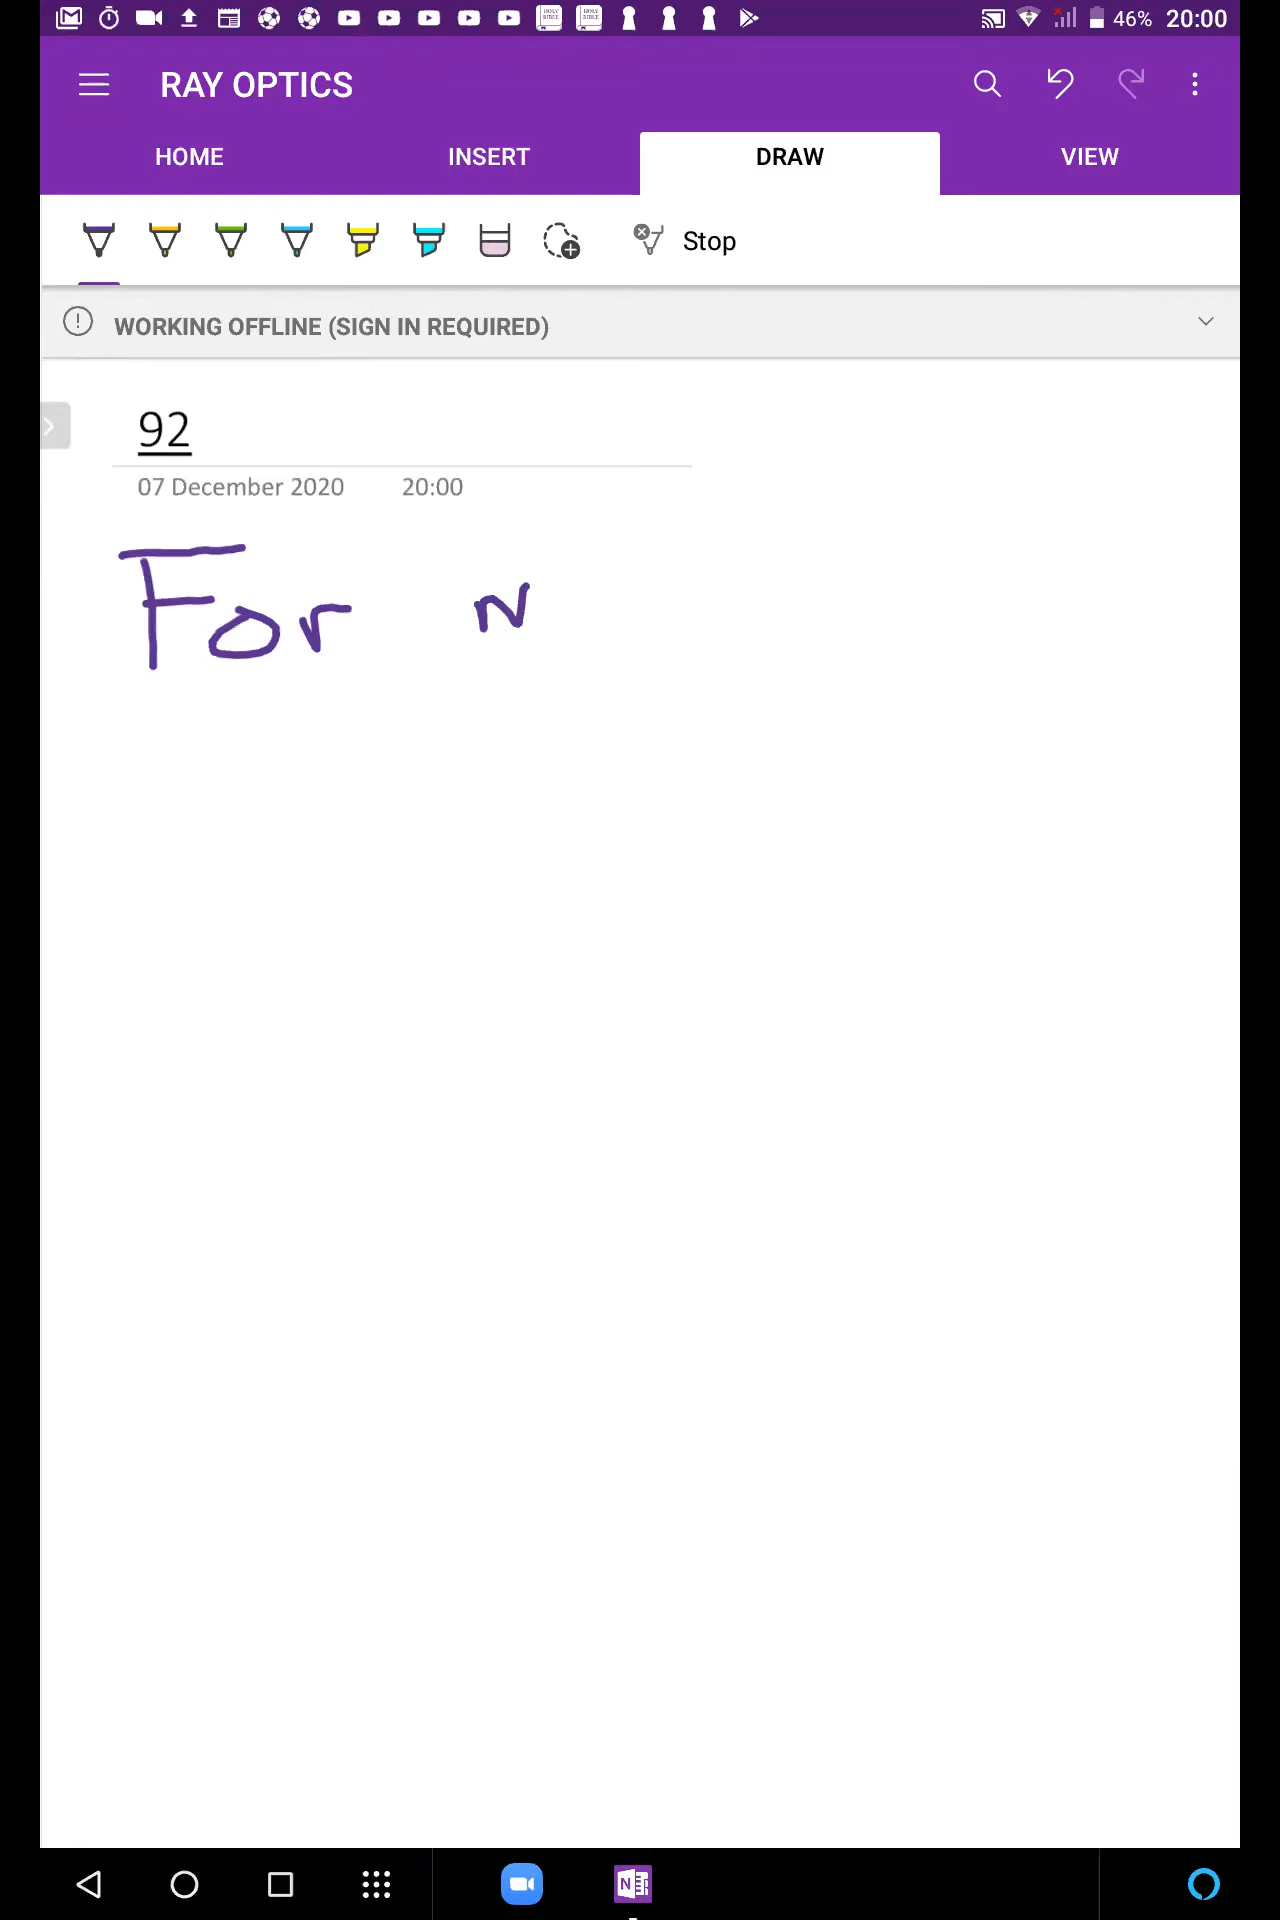 46% 20:00
RAY OPTICS
HOME INSERT DRAW VIEW
Stop
WORKING OFFLINE (SIGN IN REQUIRED)
92
07 December 2020 20:00
For N